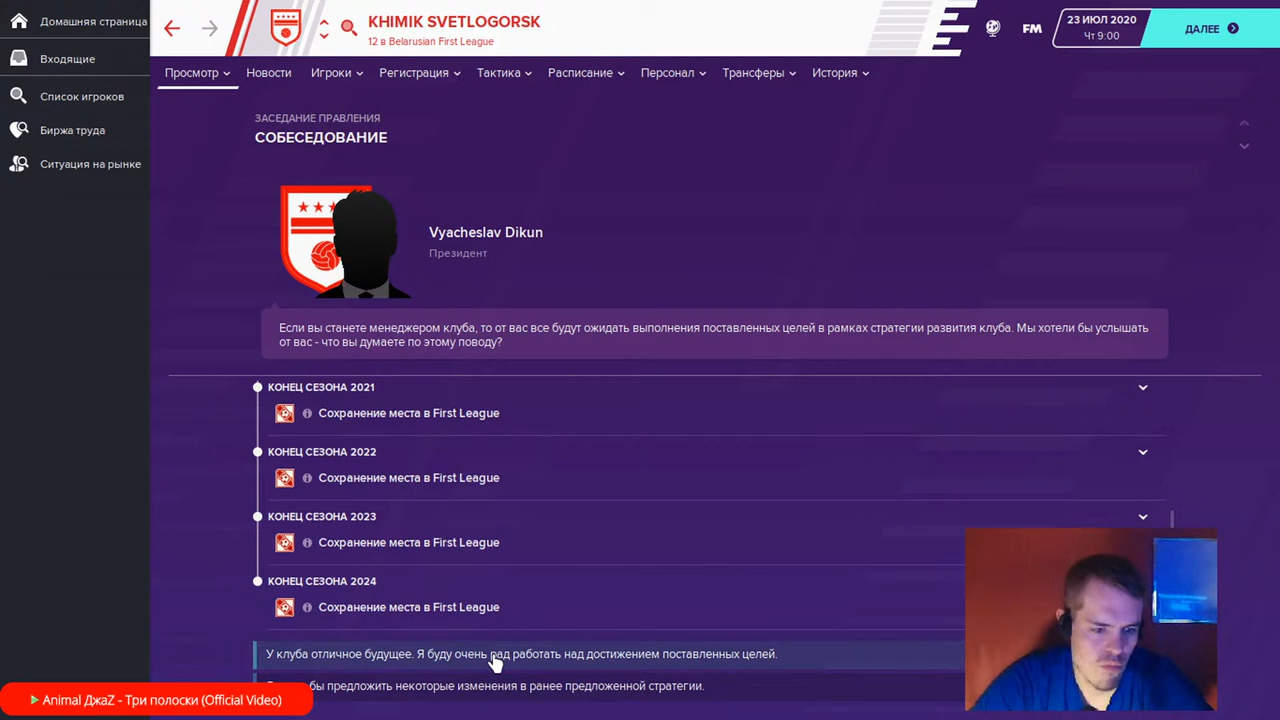 Домашняя страница
Входящие
Список игроков
Биржа труда
Ситуация на рынке
KHIMIK SVETLOGORSK
12 в Belarusian First League
FM
23 ИЮЛ 2020
Чт 9:00
ДАЛЕЕ
Просмотр
Новости
Игроки
Регистрация
Тактика
Расписание
Персонал
Трансферы
История
ЗАСЕДАНИЕ ПРАВЛЕНИЯ
СОБЕСЕДОВАНИЕ
Vyacheslav Dikun
Президент
Если вы станете менеджером клуба, то от вас все будут ожидать выполнения поставленных целей в рамках стратегии развития клуба. Мы хотели бы услышать
от вас - что вы думаете по этому поводу?
КОНЕЦ СЕЗОНА 2021
Сохранение места в First League
КОНЕЦ СЕЗОНА 2022
Сохранение места в First League
КОНЕЦ СЕЗОНА 2023
Сохранение места в First League
КОНЕЦ СЕЗОНА 2024
Сохранение места в First League
У клуба отличное будущее. Я буду очень рад работать над достижением поставленных целей.
бы предложить некоторые изменения в ранее предложенной стратегии.
Animal ДжаZ - Три полоски (Official Video)